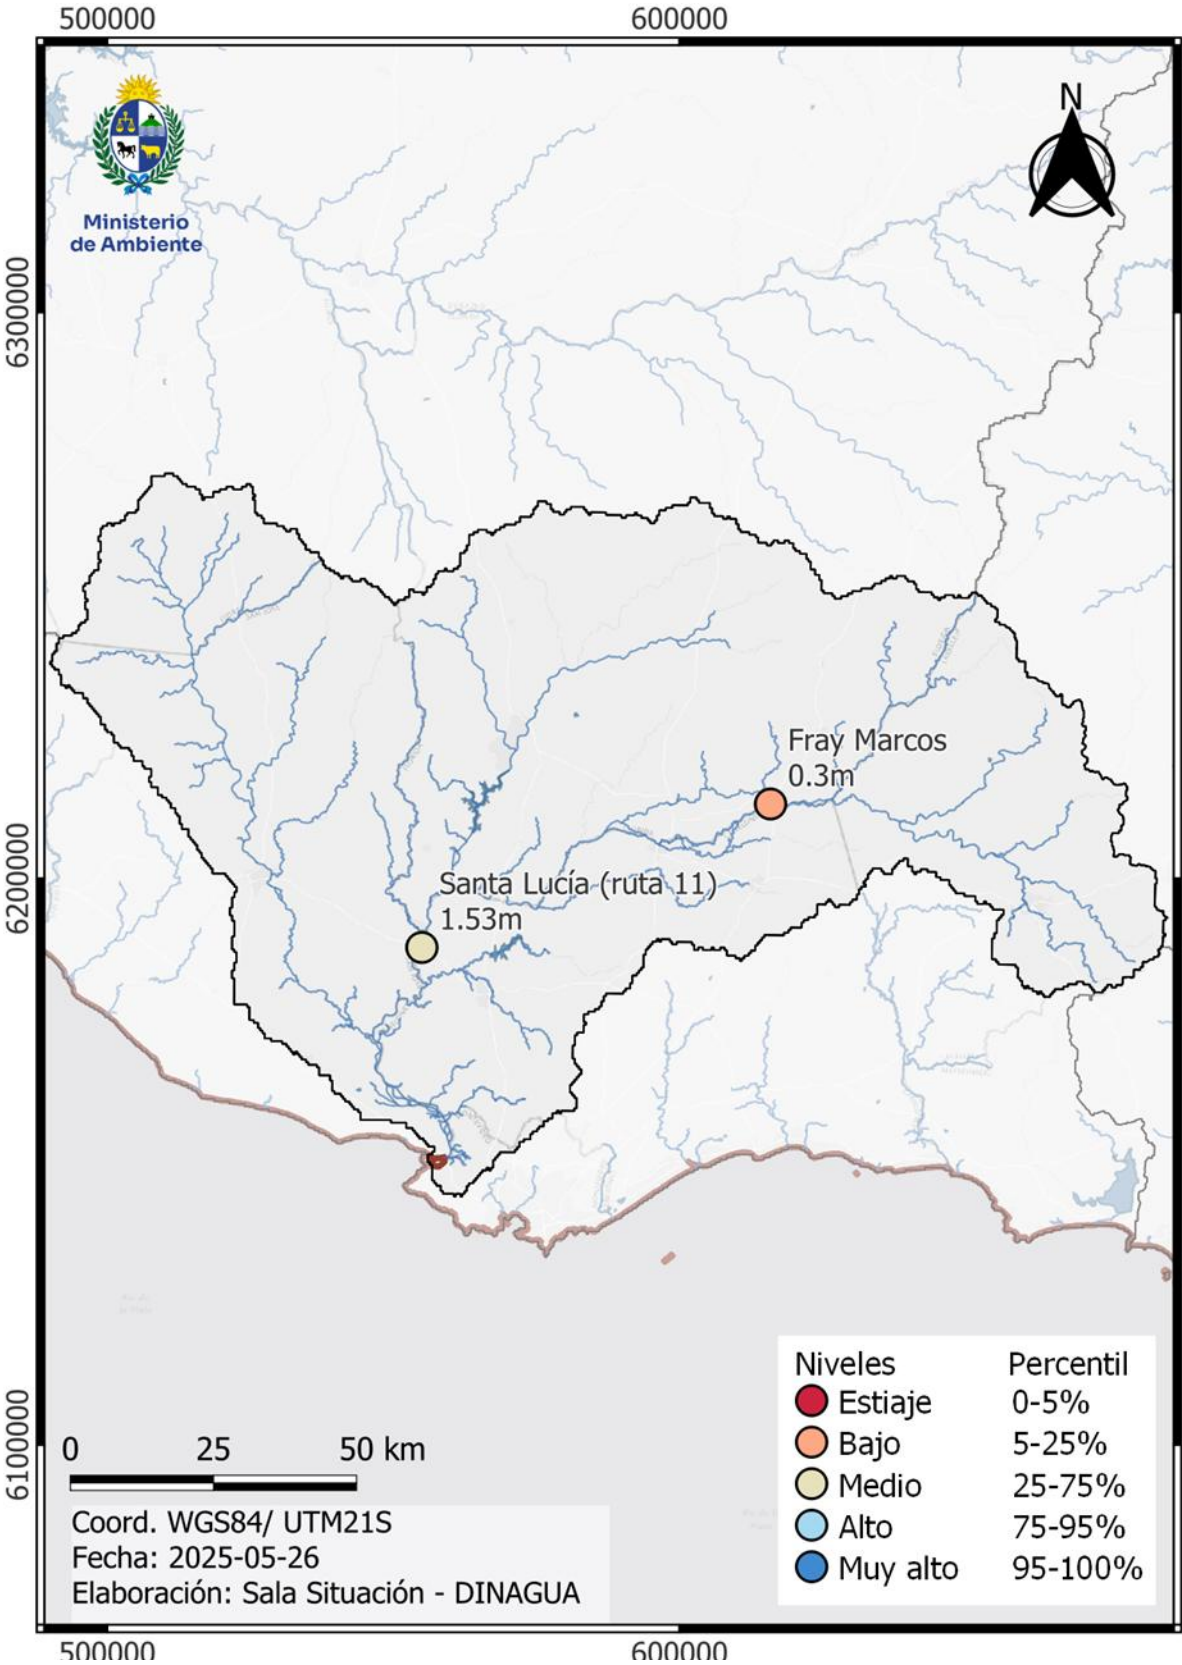 500000
600000
N
Ministerio
de Ambiente
6300000
Fray Marcos
0.3m
6200000
Santa Lucía (ruta 11)
1.53m
Niveles Percentil
Estiaje 0-5%
Bajo 5-25%
Medio 25-75%
Alto 75-95%
Muy alto 95-100%
6100000
0 25 50 km
Coord. WGS84/ UTM21S
Fecha: 2025-05-26
Elaboración: Sala Situación - DINAGUA
500000
600000